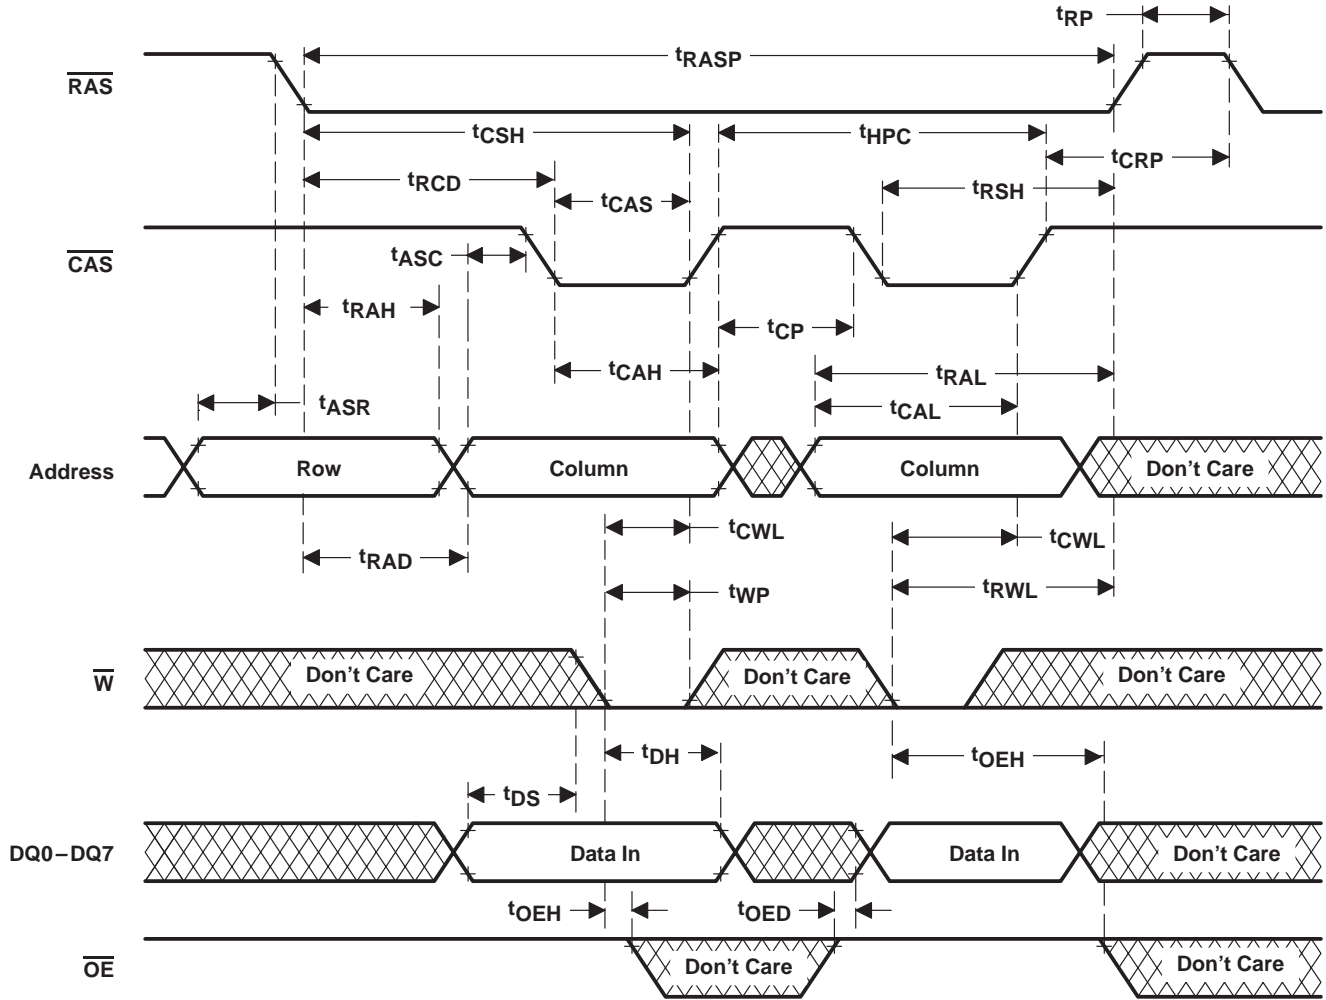 tRP
RAS
tRASP
tCSH
tHPC
tCRP
tRCD
tRSH
tCAS
CAS
tASC
tRAH
tCP
tCAH
tRAL
tASR
tCAL
Address
Row
Column
Column
Don't Care
tCWL
tCWL
tRAD
tWP
tRWL
W
Don't Care
Don't Care
Don't Care
tDH
tOEH
tDS
DQ0–DQ7
Data In
Data In
Don't Care
tOEH
tOED
OE
Don't Care
Don't Care